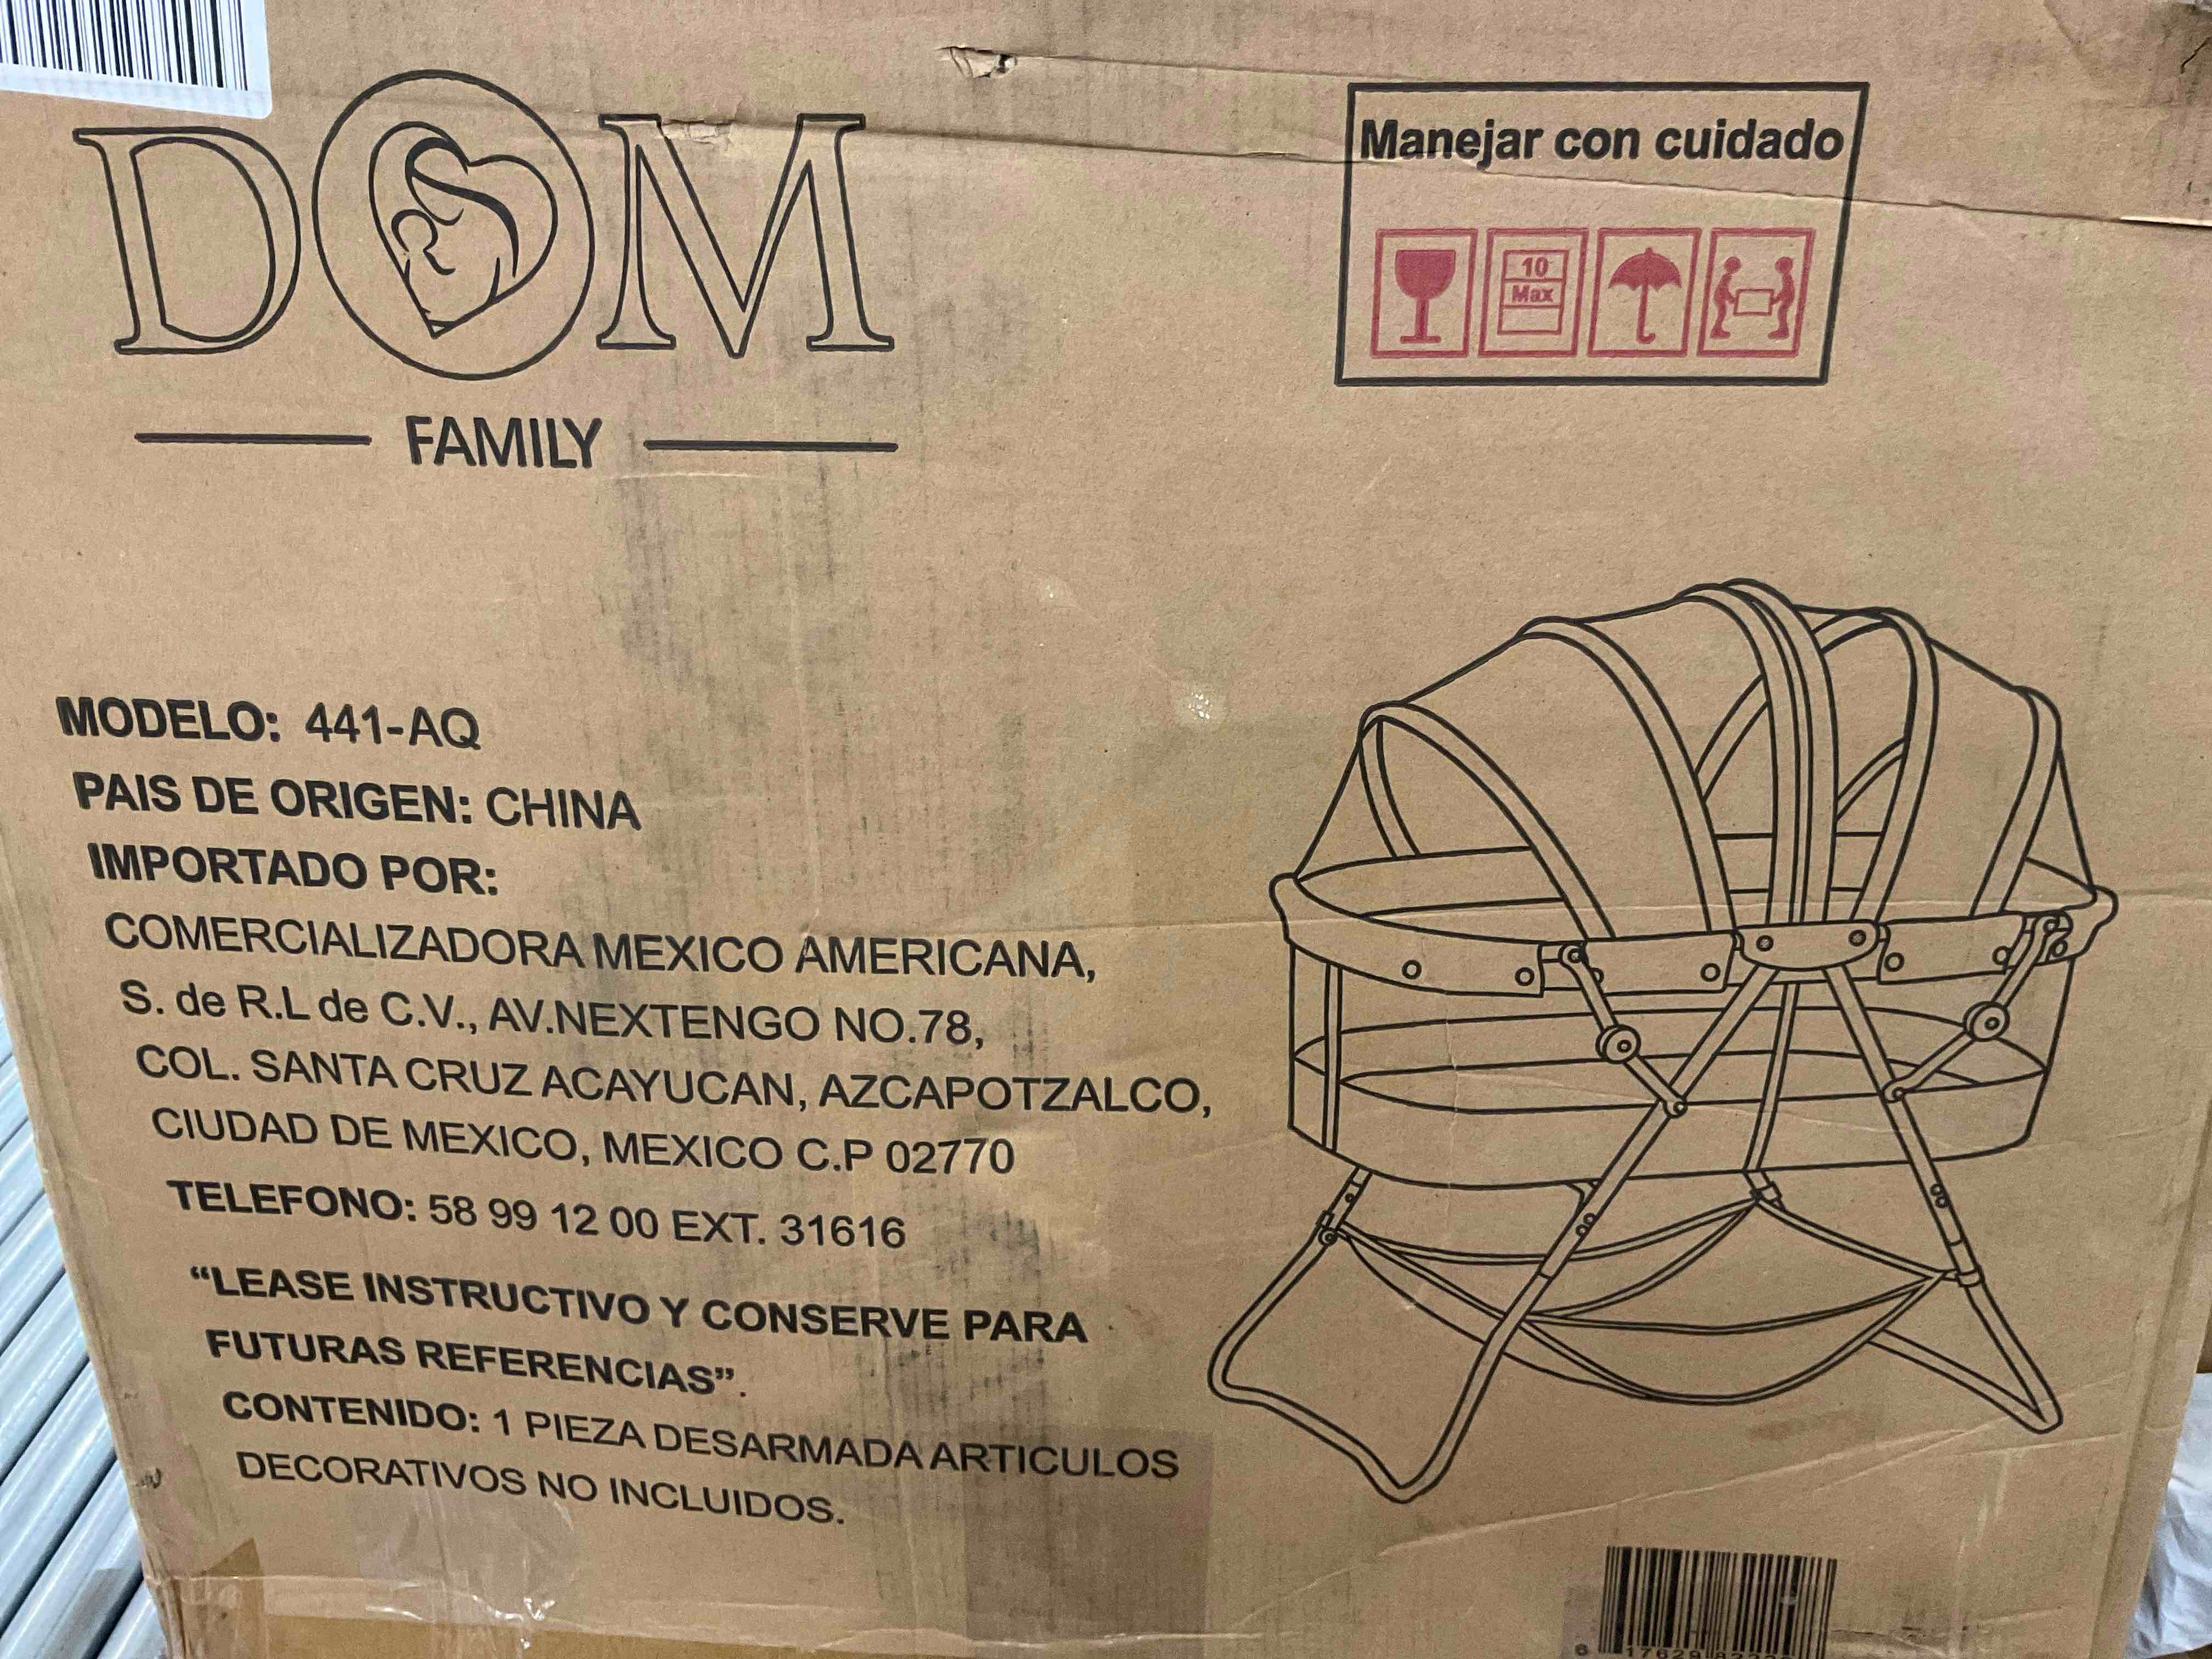 DOM
FAMILY
Manejar con cuidado
10
Max
MODELO: 441-AQ
PAIS DE ORIGEN: CHINA
IMPORTADO POR:
COMERCIALIZADORA MEXICO AMERICANA,
S. de R.L de C.V., AV.NEXTENGO NO.78,
COL. SANTA CRUZ ACAYUCAN, AZCAPOTZALCO,
CIUDAD DE MEXICO, MEXICO C.P 02770
TELEFONO: 58 99 12 00 EXT. 31616
“LEASE INSTRUCTIVO Y CONSERVE PARA
FUTURAS REFERENCIAS”.
CONTENIDO: 1 PIEZA DESARMADA ARTICULOS
DECORATIVOS NO INCLUIDOS.